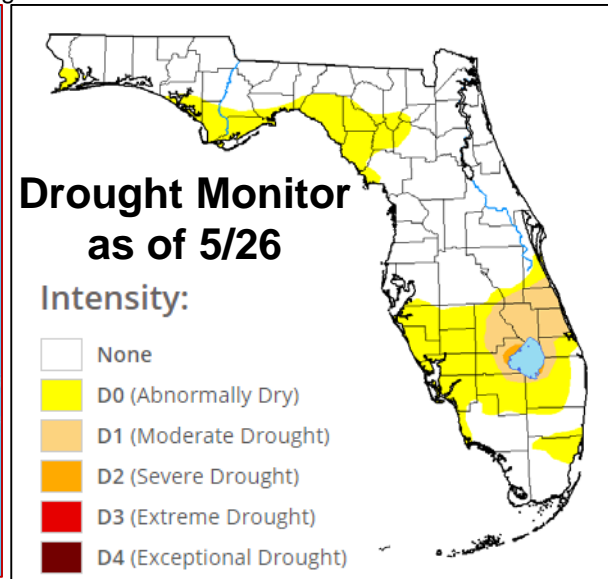 Drought Monitor
as of 5/26
Intensity:
None
D0 (Abnormally Dry)
D1 (Moderate Drought)
D2 (Severe Drought)
D3 (Extreme Drought)
D4 (Exceptional Drought)